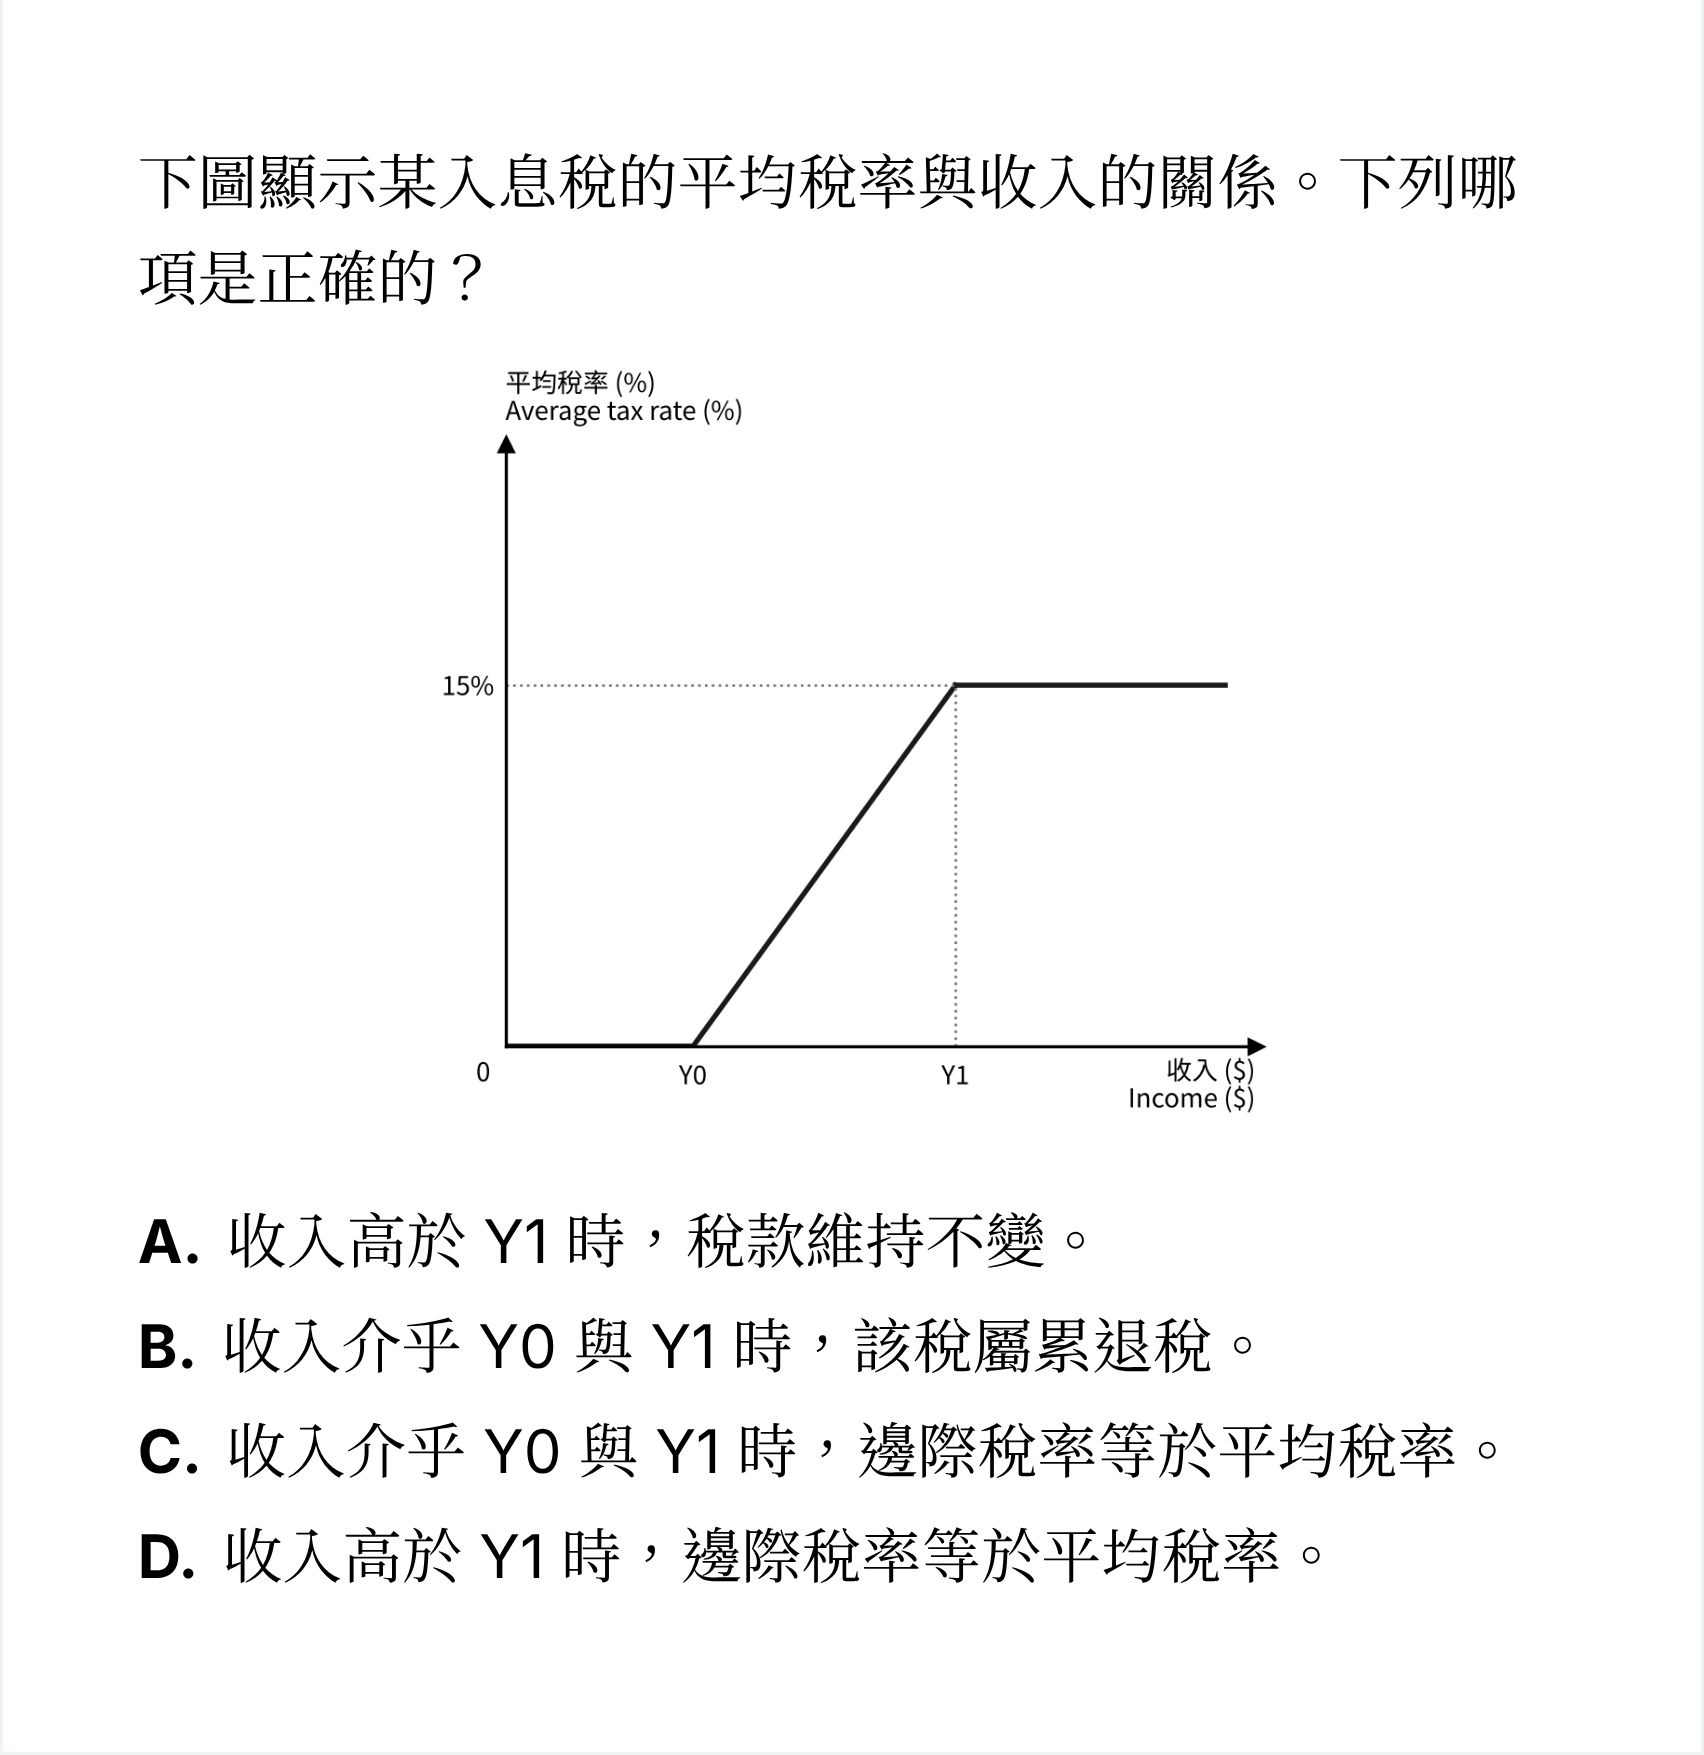 下圖顯示某入息稅的平均稅率與收入的關係。下列哪
項是正確的？
平均稅率 (%)
Average tax rate (%)
15%
0
Y0
Y1
收入 ($)
Income ($)
A. 收入高於 Y1 時，稅款維持不變。
B. 收入介乎 Y0 與 Y1 時，該稅屬累退稅。
C. 收入介乎 Y0 與 Y1 時，邊際稅率等於平均稅率。
D. 收入高於 Y1 時，邊際稅率等於平均稅率。